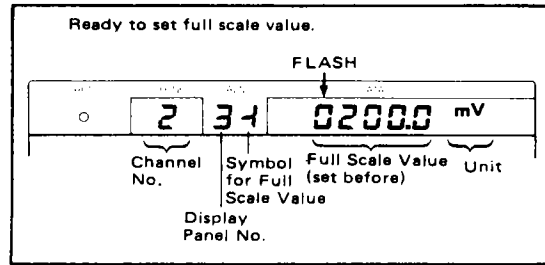 Ready to set full scale value.
FLASH
2 3 0200.0 mV
Channel No.
Symbol for Full Scale Value
Full Scale Value (set before)
Unit
Display Panel No.